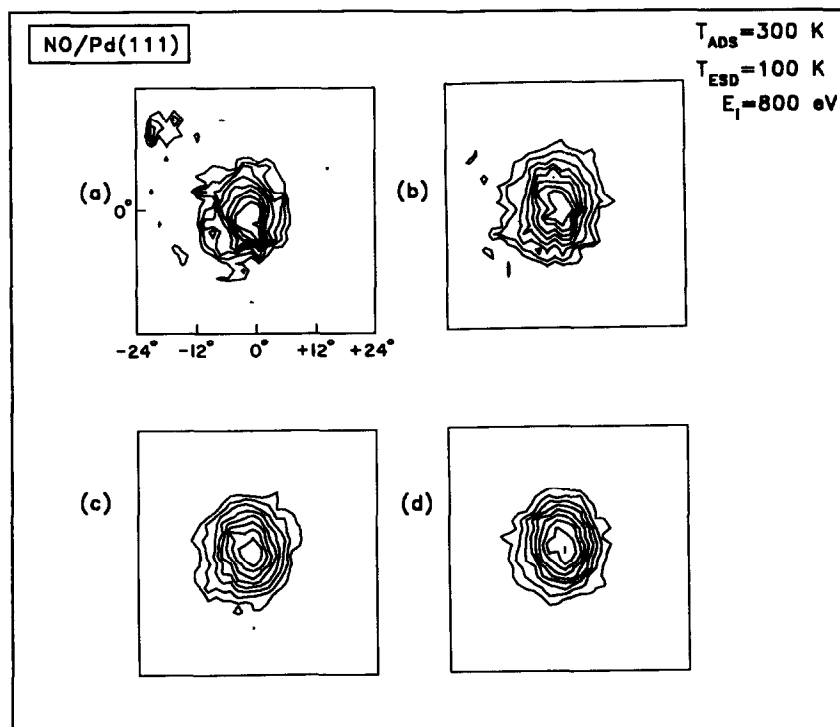 NO/Pd(111)
T_ADS=300 K
T_ESD=100 K
E_I=800 eV
(a)
(b)
0°
-24° -12° 0° +12° +24°
(c)
(d)